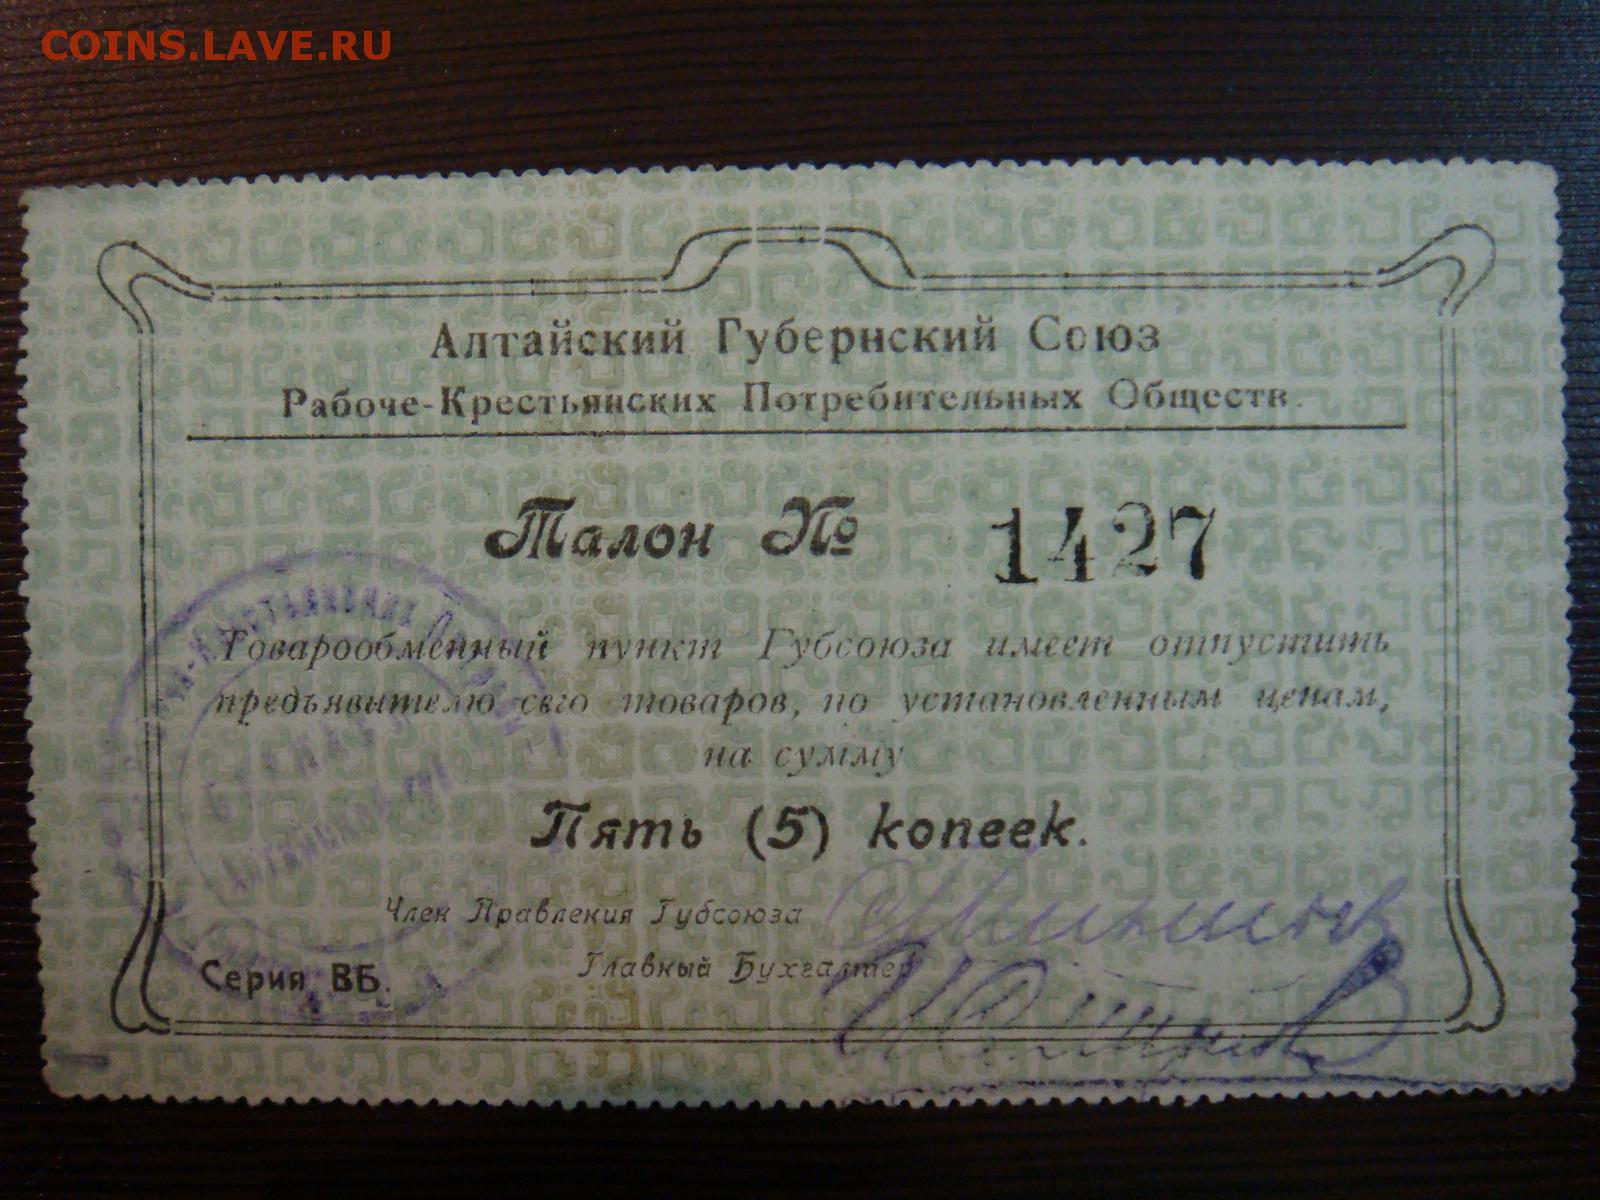 COINS.LAVE.RU
Алтайский Губернский Союз
Рабоче-Крестьянских Потребительных Обществ.
Талон № 1427
Товарообменный пункт Губсоюза имеет отпустить
предъявителю сего товаров, по установленным ценам,
на сумму
Пять (5) копеек.
Член Правления Губсоюза
Главный Бухгалтер
Серия ВБ.